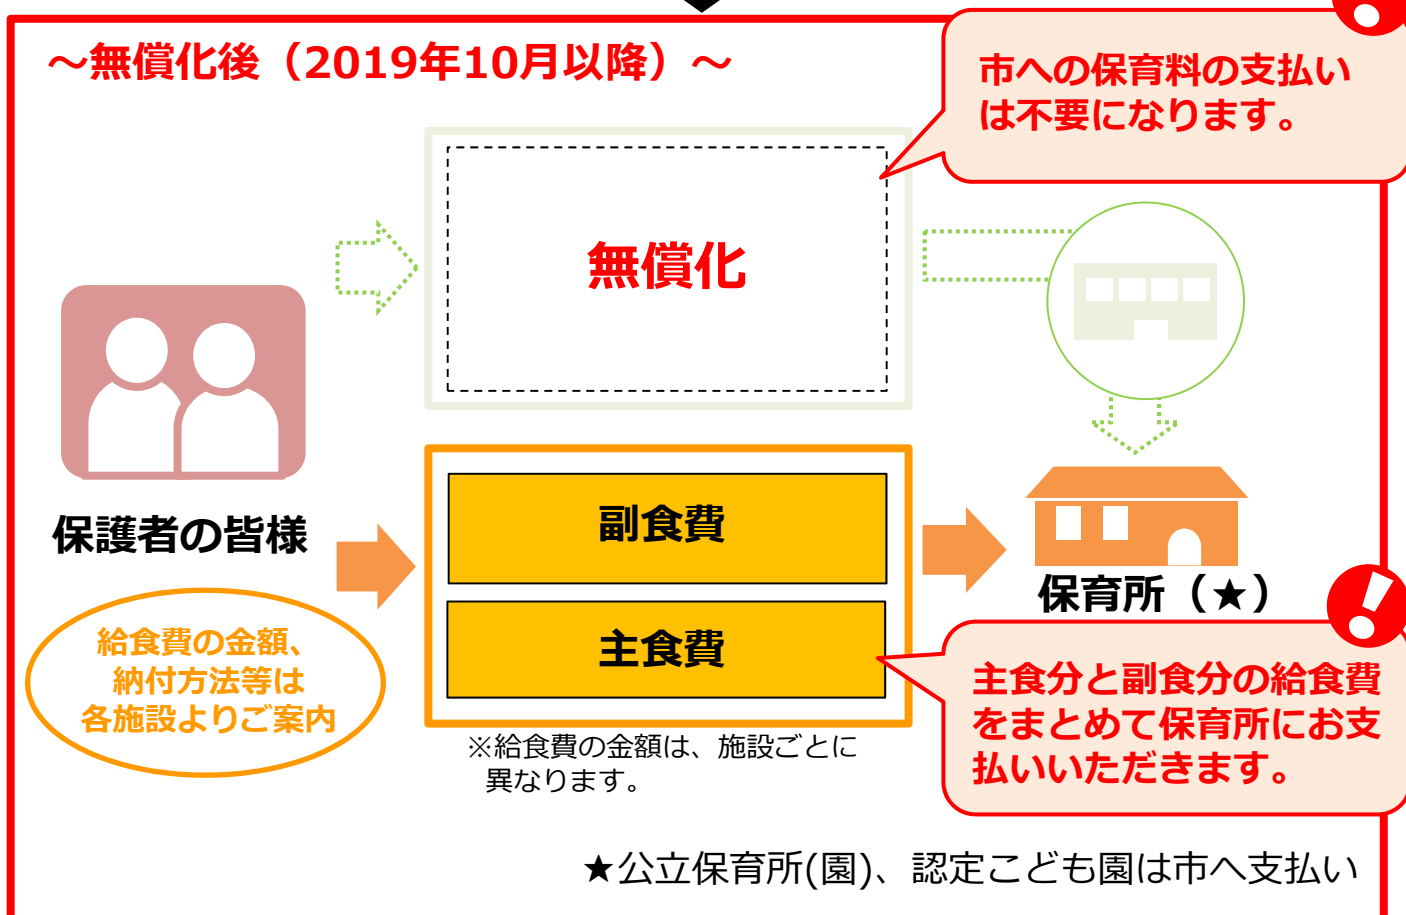 ～無償化後（2019年10月以降）～
市への保育料の支払い
は不要になります。
無償化
保護者の皆様
副食費
主食費
保育所（★）
給食費の金額、
納付方法等は
各施設よりご案内
主食分と副食分の給食費
をまとめて保育所にお支
払いいただきます。
※給食費の金額は、施設ごとに
異なります。
★公立保育所(園)、認定こども園は市へ支払い